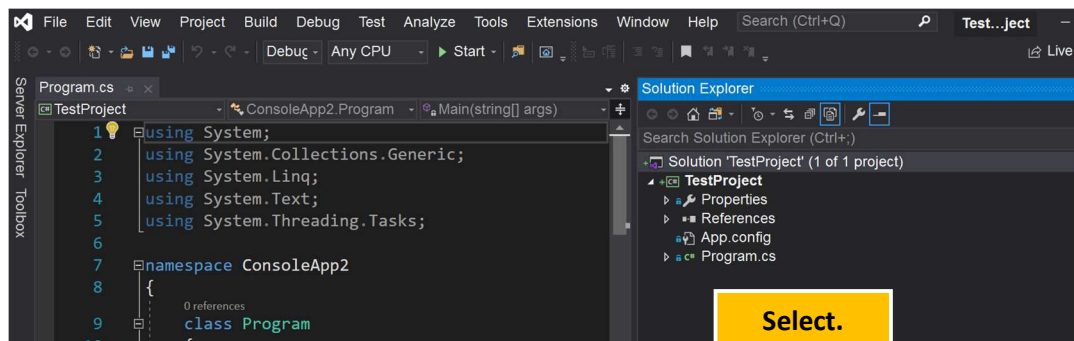 File Edit View Project Build Debug Test Analyze Tools Extensions Window Help Search (Ctrl+Q) Test...ject
Debug Any CPU Start Live
Server Explorer
Toolbox
Program.cs
TestProject ConsoleApp2.Program Main(string[] args)
1 using System;
2 using System.Collections.Generic;
3 using System.Linq;
4 using System.Text;
5 using System.Threading.Tasks;
6
7 namespace ConsoleApp2
8 {
0 references
9 class Program
Solution Explorer
Search Solution Explorer (Ctrl+;)
Solution 'TestProject' (1 of 1 project)
TestProject
Properties
References
App.config
Program.cs
Select.